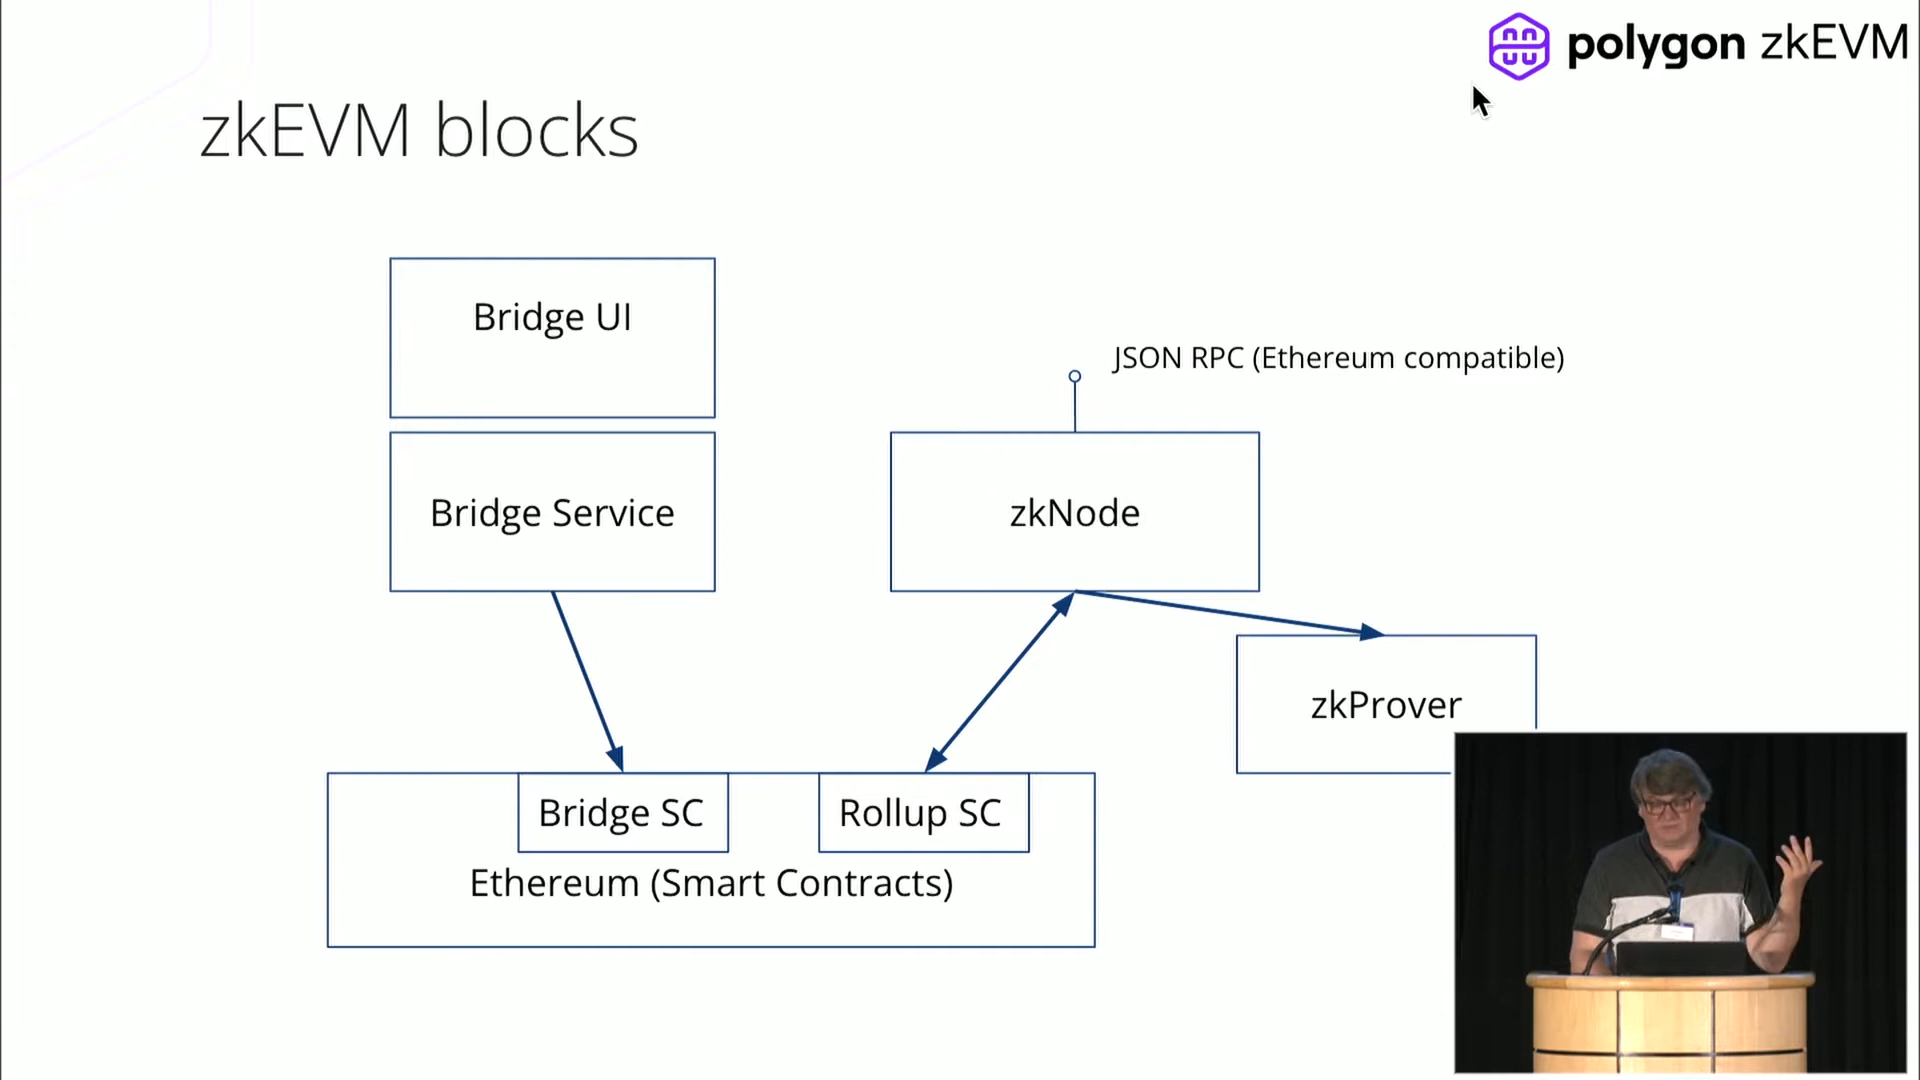 polygon zkEVM
zkEVM blocks
Bridge UI
JSON RPC (Ethereum compatible)
Bridge Service
zkNode
zkProver
Bridge SC
Rollup SC
Ethereum (Smart Contracts)